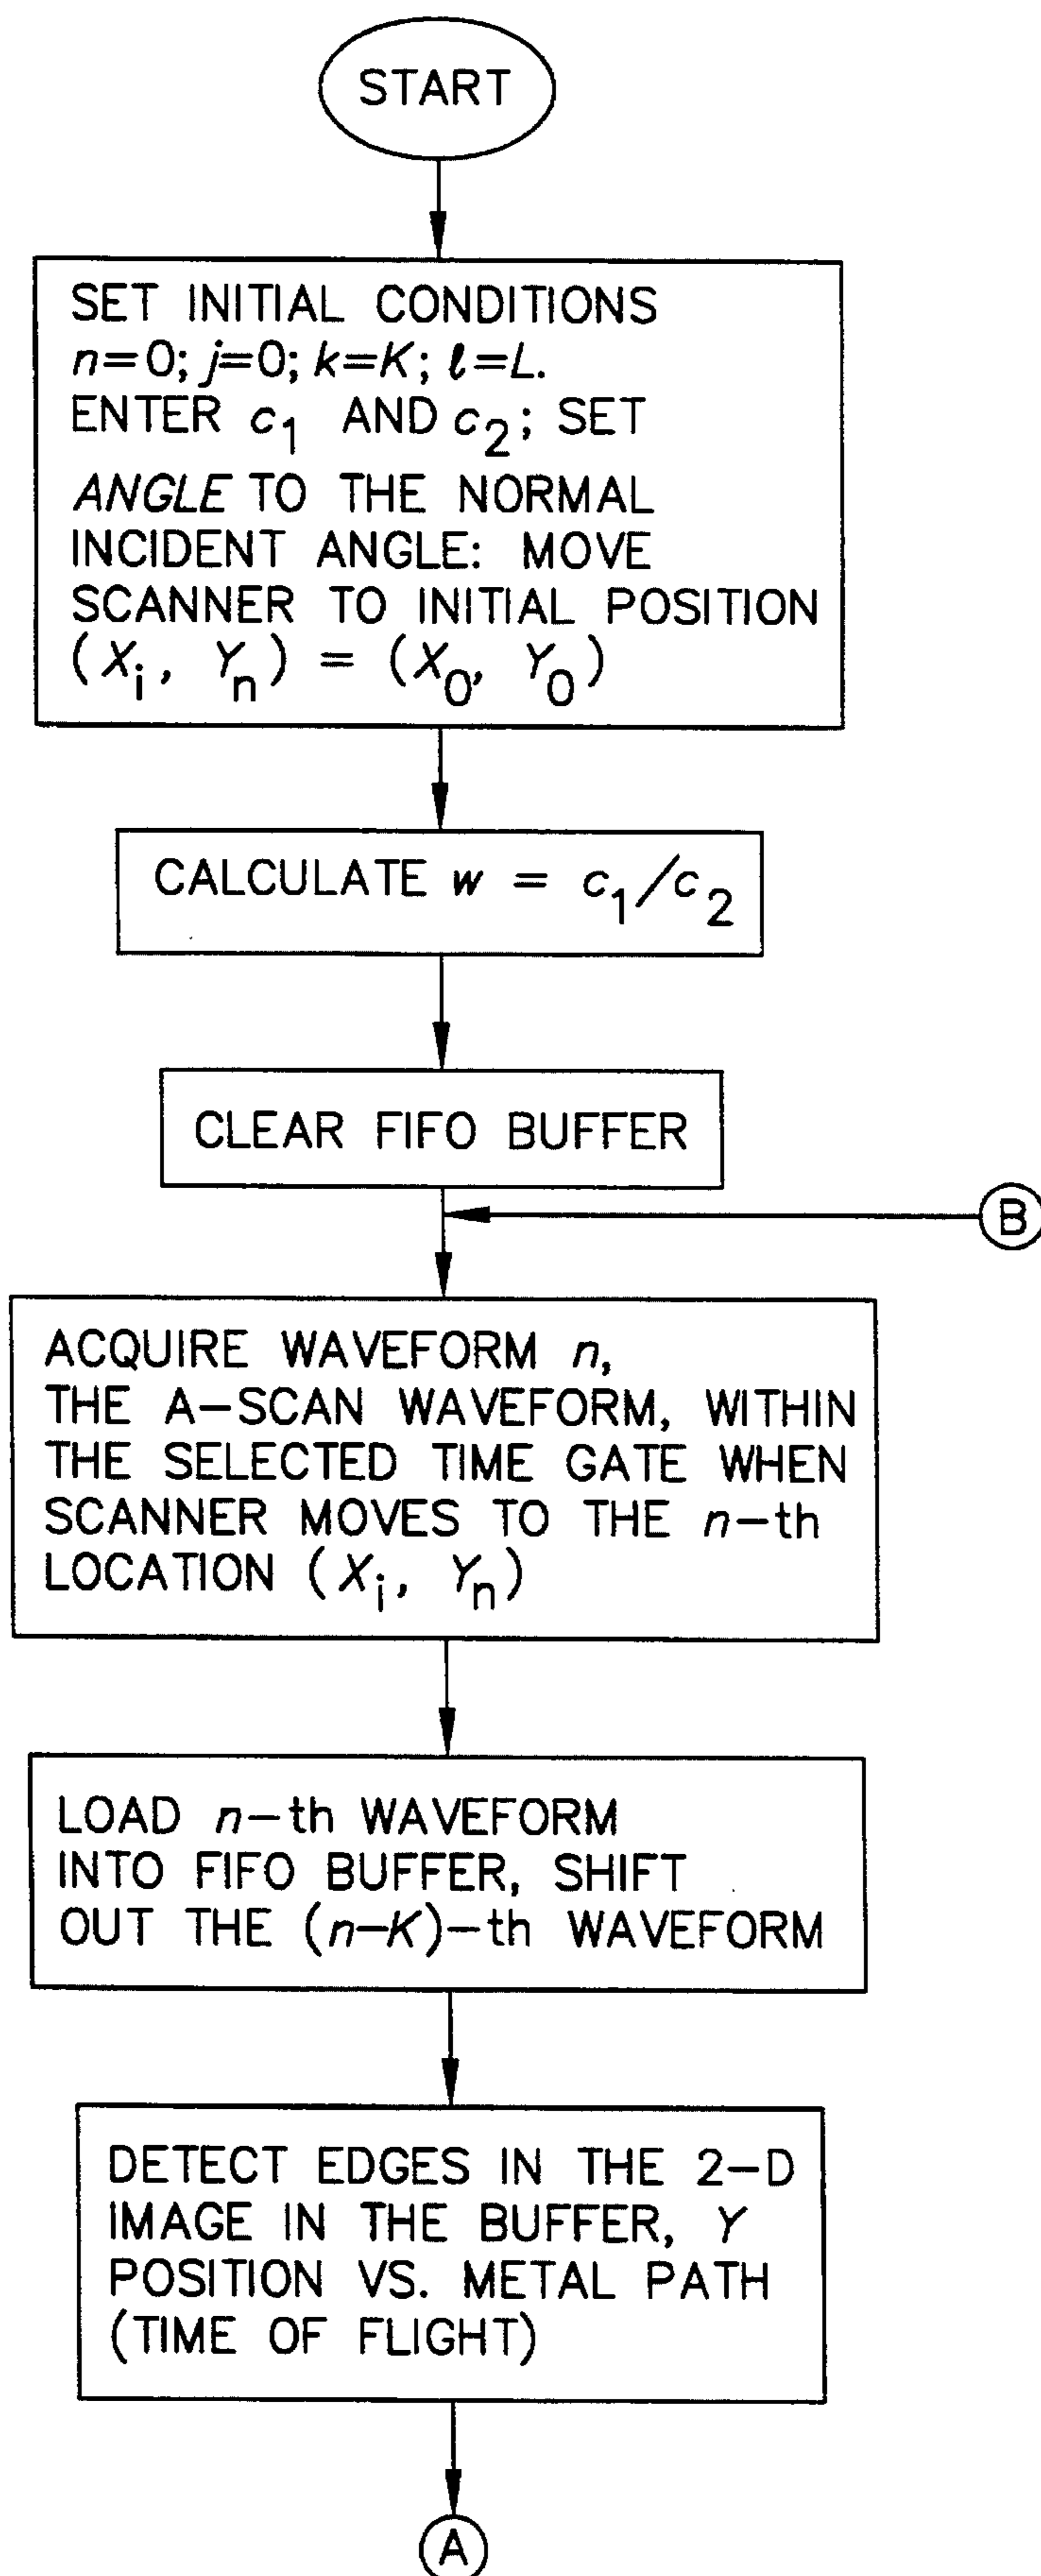 START
SET INITIAL CONDITIONS
n=0; j=0; k=K; ℓ=L.
ENTER c₁ AND c₂; SET
ANGLE TO THE NORMAL
INCIDENT ANGLE: MOVE
SCANNER TO INITIAL POSITION
(Xᵢ, Yₙ) = (X₀, Y₀)
CALCULATE w = c₁/c₂
CLEAR FIFO BUFFER
B
ACQUIRE WAVEFORM n,
THE A–SCAN WAVEFORM, WITHIN
THE SELECTED TIME GATE WHEN
SCANNER MOVES TO THE n–th
LOCATION (Xᵢ, Yₙ)
LOAD n–th WAVEFORM
INTO FIFO BUFFER, SHIFT
OUT THE (n–K)–th WAVEFORM
DETECT EDGES IN THE 2–D
IMAGE IN THE BUFFER, Y
POSITION VS. METAL PATH
(TIME OF FLIGHT)
A